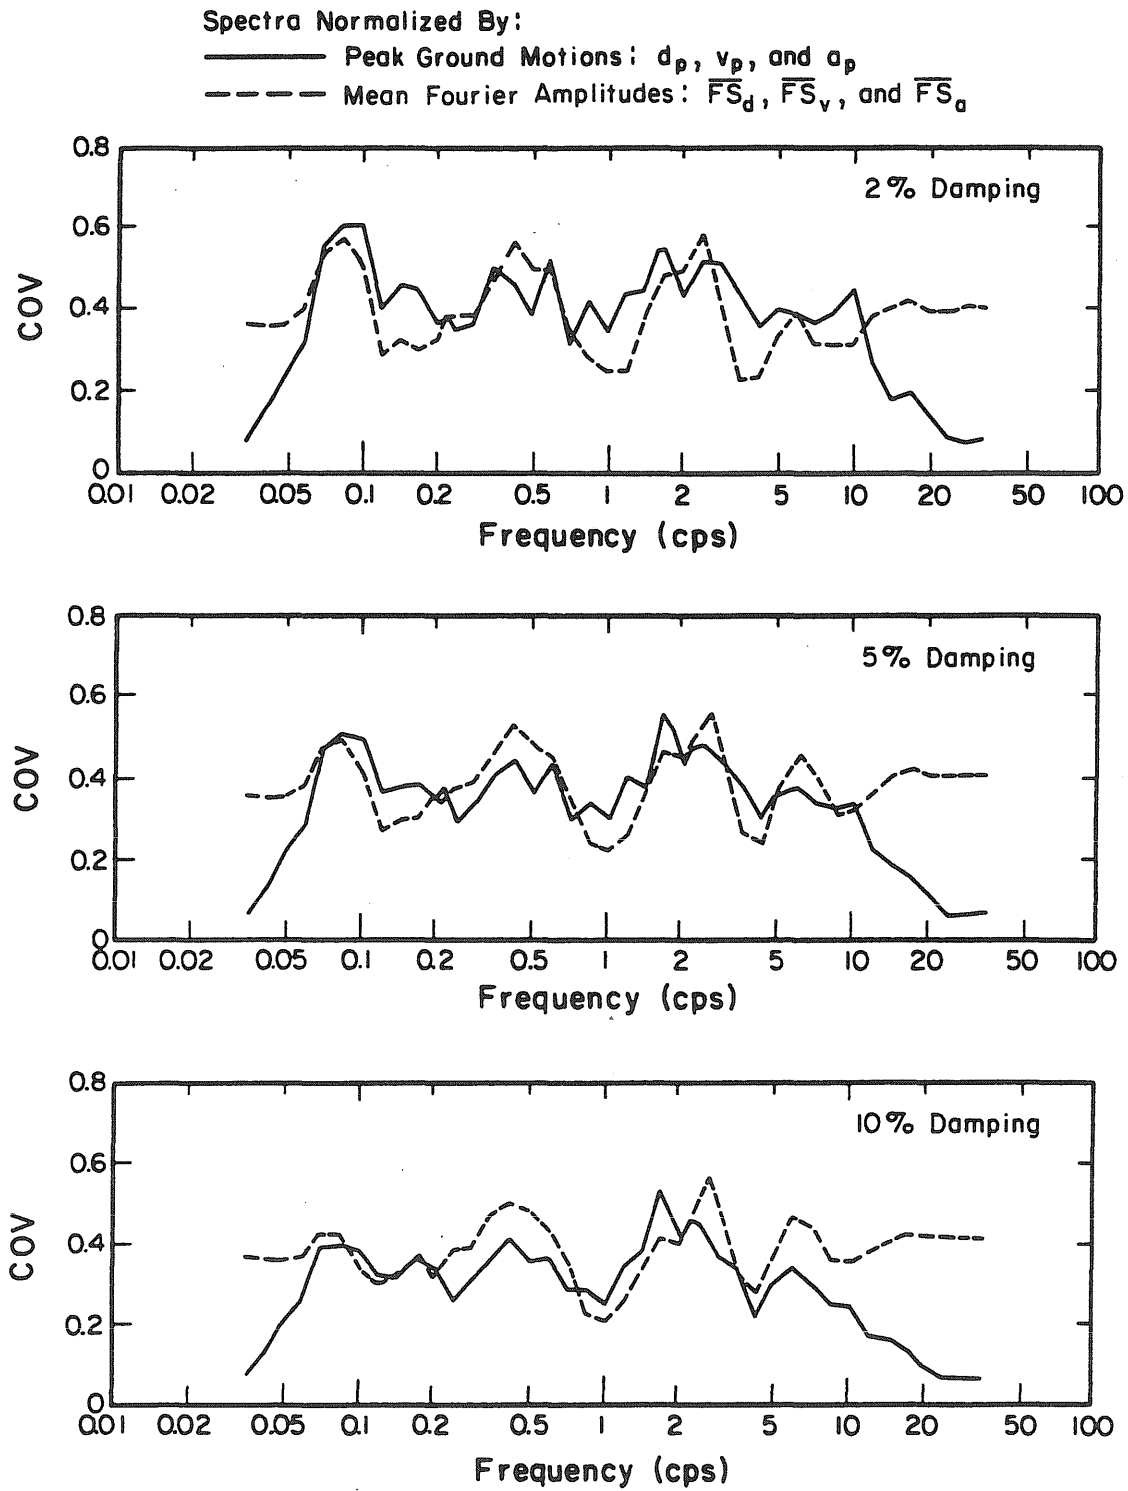 Spectra Normalized By:
Peak Ground Motions: dp, vp, and ap
Mean Fourier Amplitudes: F̅S̅d, F̅S̅v, and F̅S̅a
0.8
0.6
0.4
0.2
0
COV
2% Damping
0.01 0.02 0.05 0.1 0.2 0.5 1 2 5 10 20 50 100
Frequency (cps)
0.8
0.6
0.4
0.2
0
COV
5% Damping
0.01 0.02 0.05 0.1 0.2 0.5 1 2 5 10 20 50 100
Frequency (cps)
0.8
0.6
0.4
0.2
0
COV
10% Damping
0.01 0.02 0.05 0.1 0.2 0.5 1 2 5 10 20 50 100
Frequency (cps)